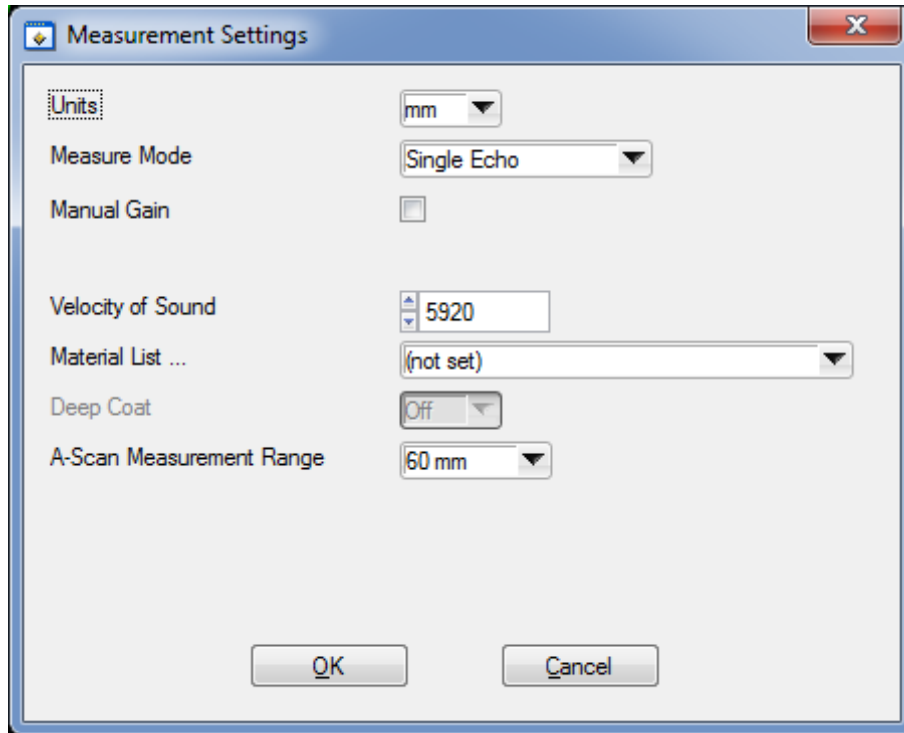 Measurement Settings
Units mm
Measure Mode Single Echo
Manual Gain
Velocity of Sound 5920
Material List ... (not set)
Deep Coat Off
A-Scan Measurement Range 60 mm
OK Cancel